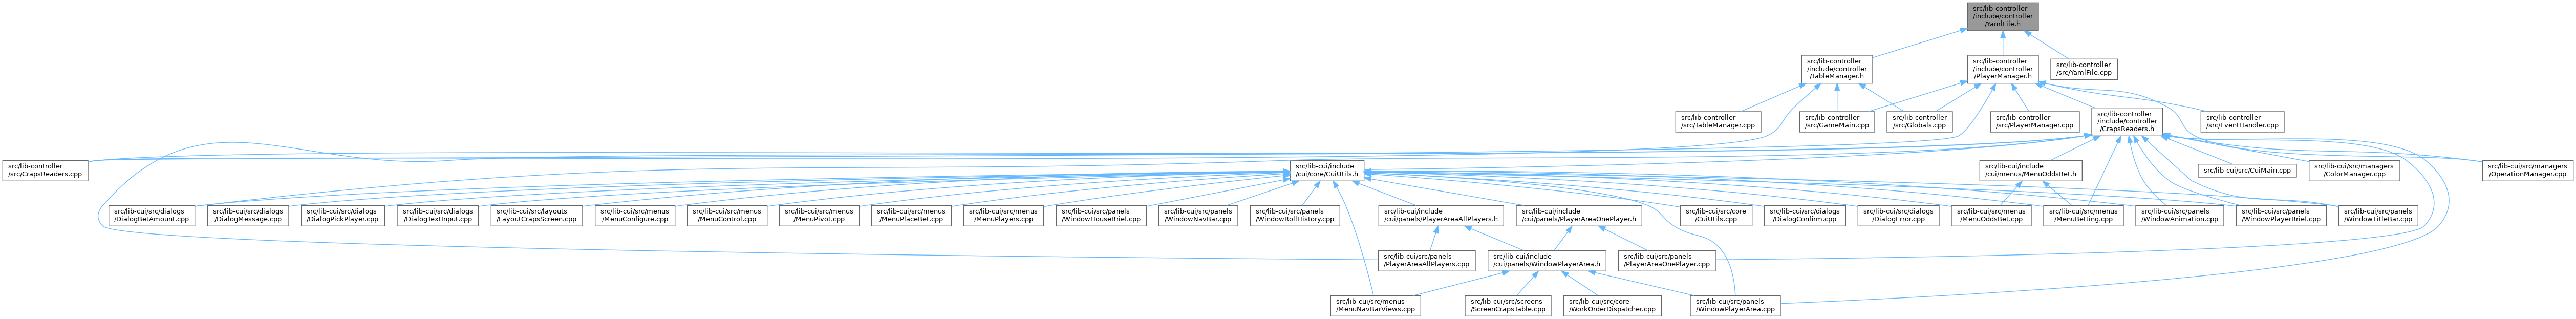 src/lib-controller
/include/controller
/YamlFile.h
src/lib-controller
/include/controller
/TableManager.h
src/lib-controller
/include/controller
/PlayerManager.h
src/lib-controller
/src/YamlFile.cpp
src/lib-controller
/src/TableManager.cpp
src/lib-controller
/src/GameMain.cpp
src/lib-controller
/src/Globals.cpp
src/lib-controller
/src/PlayerManager.cpp
src/lib-controller
/include/controller
/CrapsReaders.h
src/lib-controller
/src/EventHandler.cpp
src/lib-controller
/src/CrapsReaders.cpp
src/lib-cui/include
/cui/core/CuiUtils.h
src/lib-cui/include
/cui/menus/MenuOddsBet.h
src/lib-cui/src/CuiMain.cpp
src/lib-cui/src/managers
/ColorManager.cpp
src/lib-cui/src/managers
/OperationManager.cpp
src/lib-cui/src/dialogs
/DialogBetAmount.cpp
src/lib-cui/src/dialogs
/DialogMessage.cpp
src/lib-cui/src/dialogs
/DialogPickPlayer.cpp
src/lib-cui/src/dialogs
/DialogTextInput.cpp
src/lib-cui/src/layouts
/LayoutCrapsScreen.cpp
src/lib-cui/src/menus
/MenuConfigure.cpp
src/lib-cui/src/menus
/MenuControl.cpp
src/lib-cui/src/menus
/MenuPivot.cpp
src/lib-cui/src/menus
/MenuPlaceBet.cpp
src/lib-cui/src/menus
/MenuPlayers.cpp
src/lib-cui/src/panels
/WindowHouseBrief.cpp
src/lib-cui/src/panels
/WindowNavBar.cpp
src/lib-cui/src/panels
/WindowRollHistory.cpp
src/lib-cui/include
/cui/panels/PlayerAreaAllPlayers.h
src/lib-cui/include
/cui/panels/PlayerAreaOnePlayer.h
src/lib-cui/src/core
/CuiUtils.cpp
src/lib-cui/src/dialogs
/DialogConfirm.cpp
src/lib-cui/src/dialogs
/DialogError.cpp
src/lib-cui/src/menus
/MenuOddsBet.cpp
src/lib-cui/src/menus
/MenuBetting.cpp
src/lib-cui/src/panels
/WindowAnimation.cpp
src/lib-cui/src/panels
/WindowPlayerBrief.cpp
src/lib-cui/src/panels
/WindowTitleBar.cpp
src/lib-cui/src/panels
/PlayerAreaAllPlayers.cpp
src/lib-cui/include
/cui/panels/WindowPlayerArea.h
src/lib-cui/src/panels
/PlayerAreaOnePlayer.cpp
src/lib-cui/src/menus
/MenuNavBarViews.cpp
src/lib-cui/src/screens
/ScreenCrapsTable.cpp
src/lib-cui/src/core
/WorkOrderDispatcher.cpp
src/lib-cui/src/panels
/WindowPlayerArea.cpp